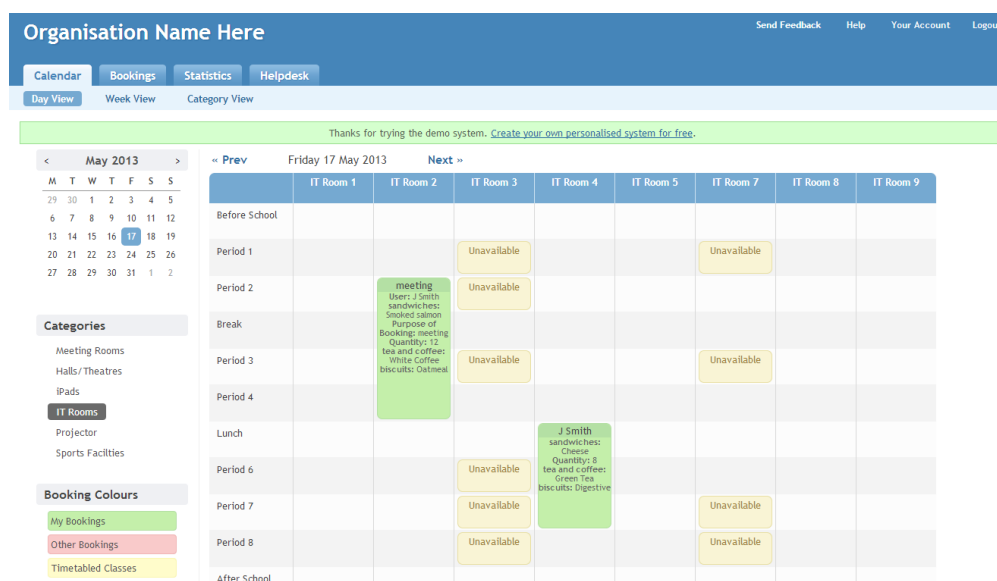 Organisation Name Here
Send Feedback Help Your Account Logou
Calendar Bookings Statistics Helpdesk
Day View Week View Category View
Thanks for trying the demo system. Create your own personalised system for free.
< May 2013 >
M T W T F S S
29 30 1 2 3 4 5
6 7 8 9 10 11 12
13 14 15 16 17 18 19
20 21 22 23 24 25 26
27 28 29 30 31 1 2
Categories
Meeting Rooms
Halls/Theatres
iPads
IT Rooms
Projector
Sports Facilties
Booking Colours
My Bookings
Other Bookings
Timetabled Classes
« Prev Friday 17 May 2013 Next »
IT Room 1 IT Room 2 IT Room 3 IT Room 4 IT Room 5 IT Room 7 IT Room 8 IT Room 9
Before School
Period 1 Unavailable Unavailable
Period 2 Unavailable
meeting
User: J Smith
sandwiches:
Smoked salmon
Purpose of
Booking: meeting
Quantity: 12
tea and coffee:
White Coffee
biscuits: Oatmeal
Break
Period 3 Unavailable Unavailable
Period 4
Lunch
J Smith
sandwiches:
Cheese
Quantity: 8
tea and coffee:
Green Tea
biscuits: Digestive
Period 6 Unavailable
Period 7 Unavailable Unavailable
Period 8 Unavailable Unavailable
After School